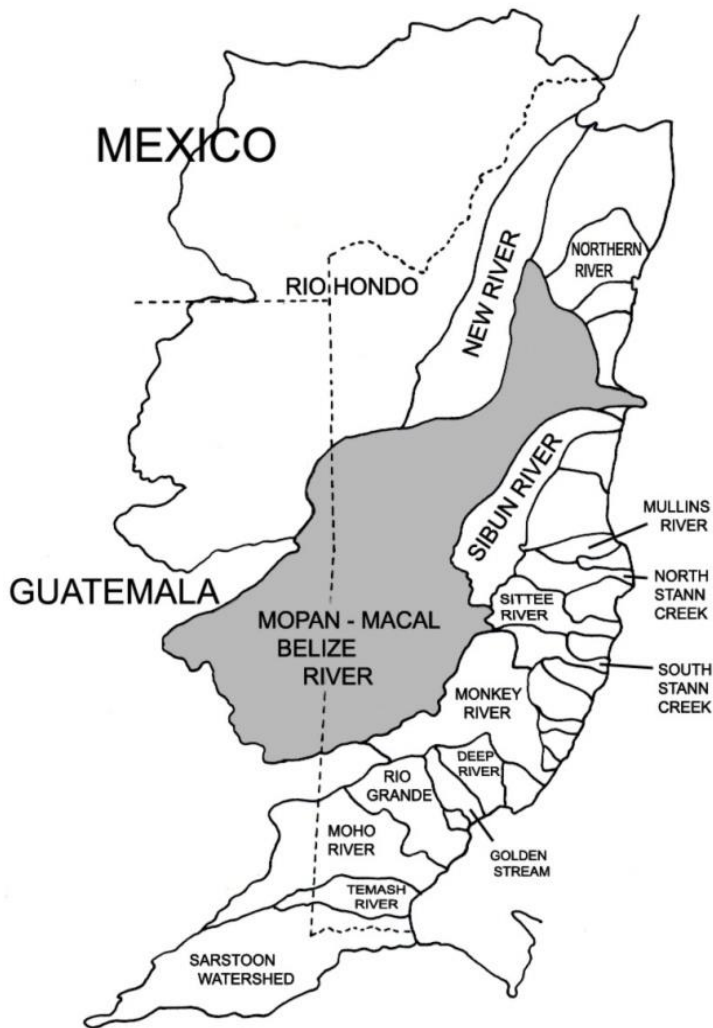 MEXICO
RIO HONDO
NEW RIVER
NORTHERN
RIVER
SIBUN RIVER
MULLINS
RIVER
NORTH
STANN
CREEK
GUATEMALA
MOPAN - MACAL
BELIZE
RIVER
SITTEE
RIVER
SOUTH
STANN
CREEK
MONKEY
RIVER
DEEP
RIVER
RIO
GRANDE
MOHO
RIVER
GOLDEN
STREAM
TEMASH
RIVER
SARSTOON
WATERSHED